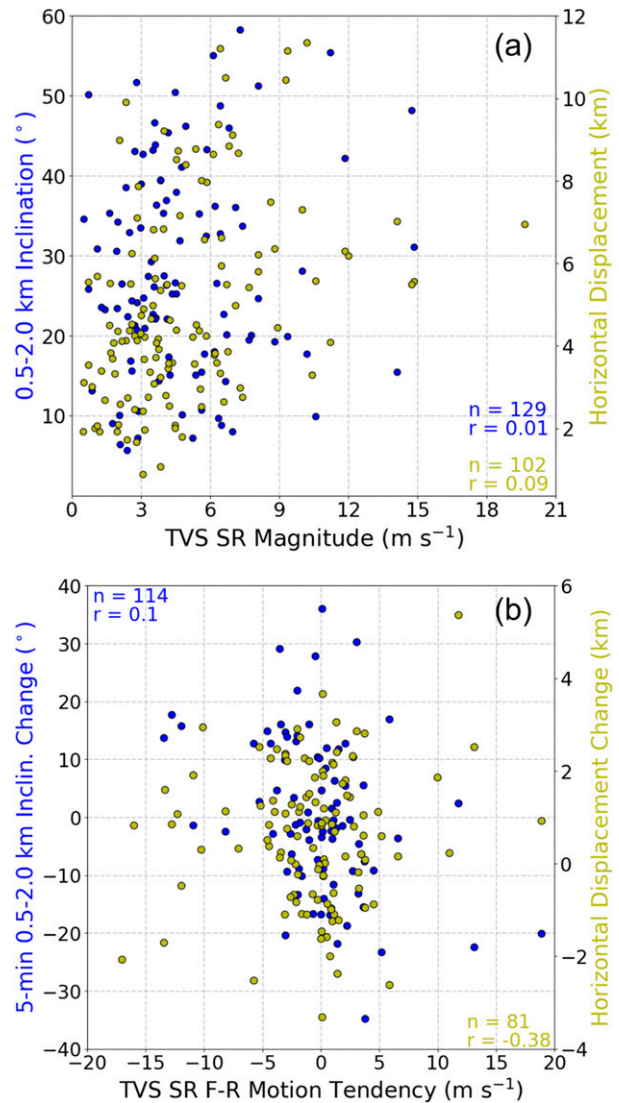 (a)
0.5-2.0 km Inclination (°)
60
50
40
30
20
10
12
10
8
6
4
2
Horizontal Displacement (km)
n = 129
r = 0.01
n = 102
r = 0.09
3 6 9 12 15 18 21
TVS SR Magnitude (m s⁻¹)
(b)
n = 114
r = 0.1
5-min 0.5-2.0 km Inclin. Change (°)
40
30
20
10
0
−10
−20
−30
−40
6
4
2
0
−2
−4
Horizontal Displacement Change (km)
n = 81
r = -0.38
−20 −15 −10 −5 0 5 10 15 20
TVS SR F-R Motion Tendency (m s⁻¹)